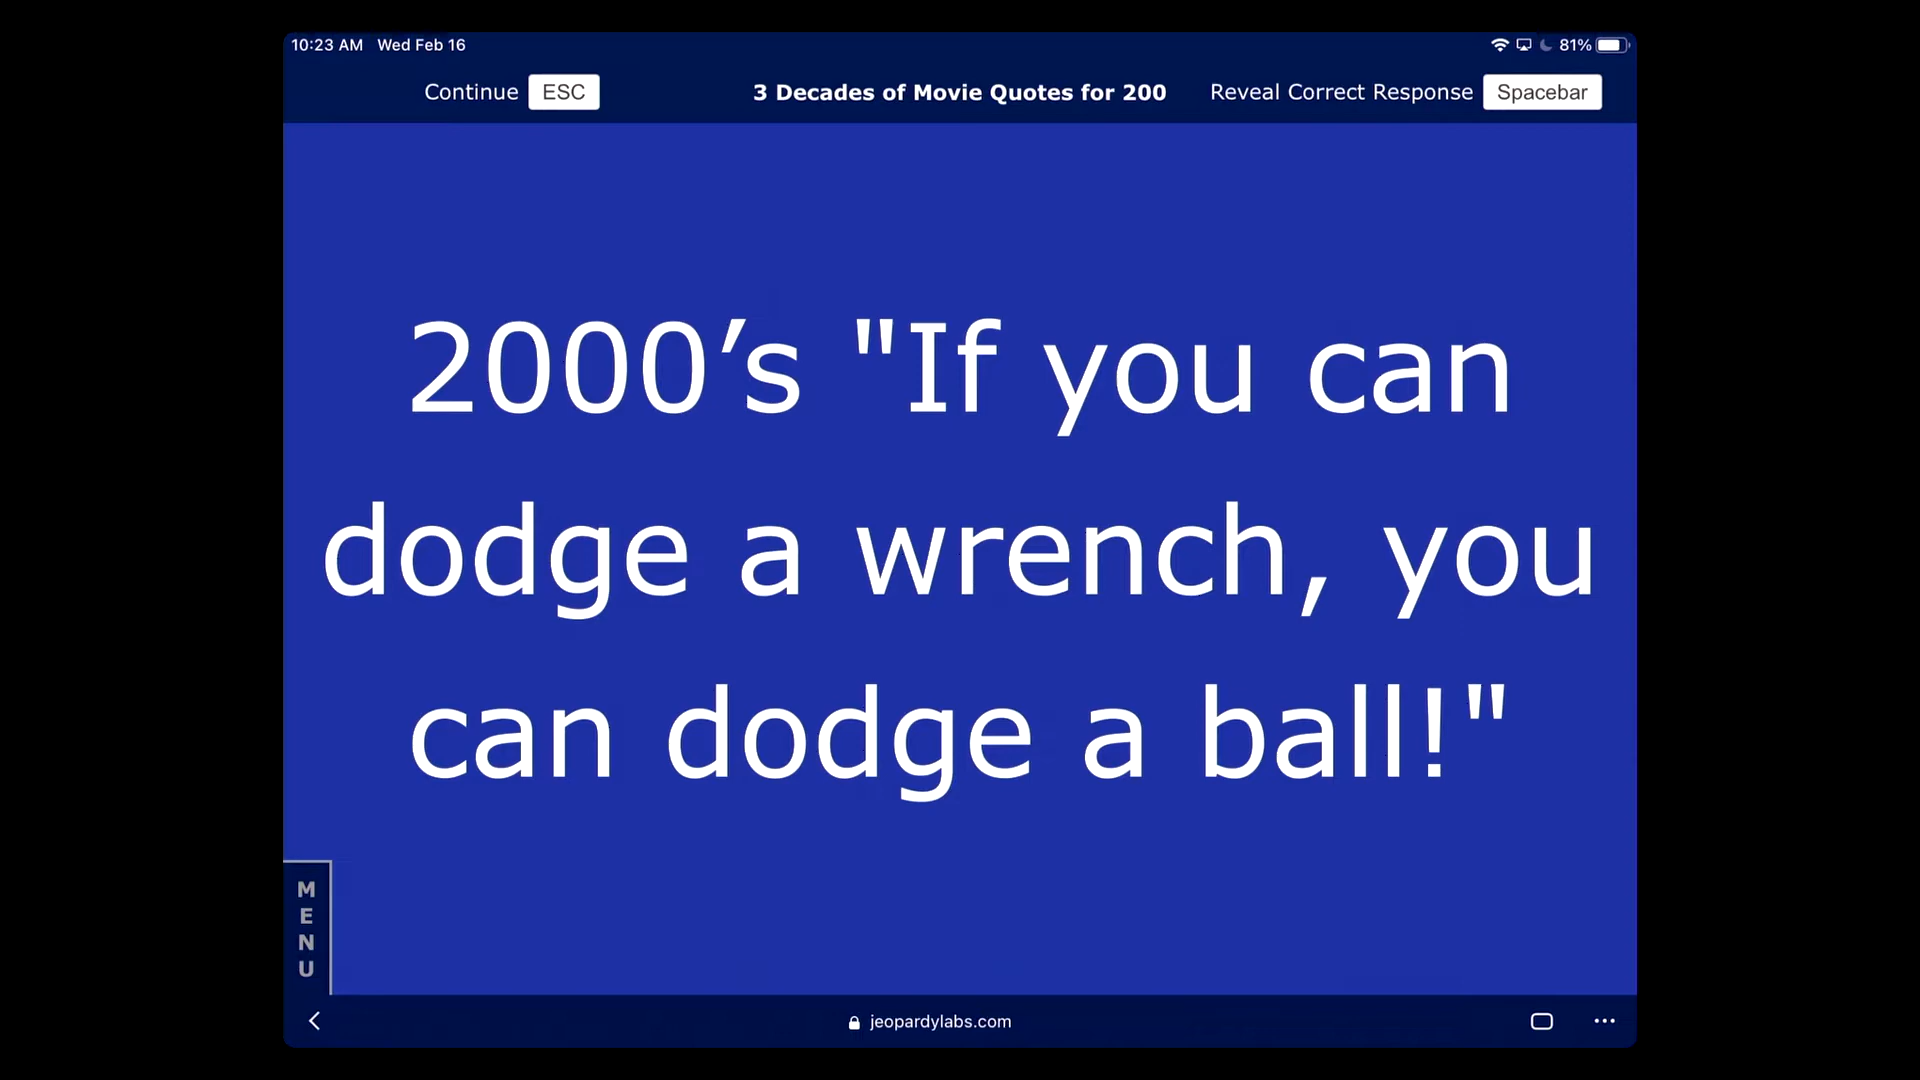 10:23 AM Wed Feb 16
81%
Continue ESC
3 Decades of Movie Quotes for 200
Reveal Correct Response Spacebar
2000’s "If you can
dodge a wrench, you
can dodge a ball!"
MENU
jeopardylabs.com